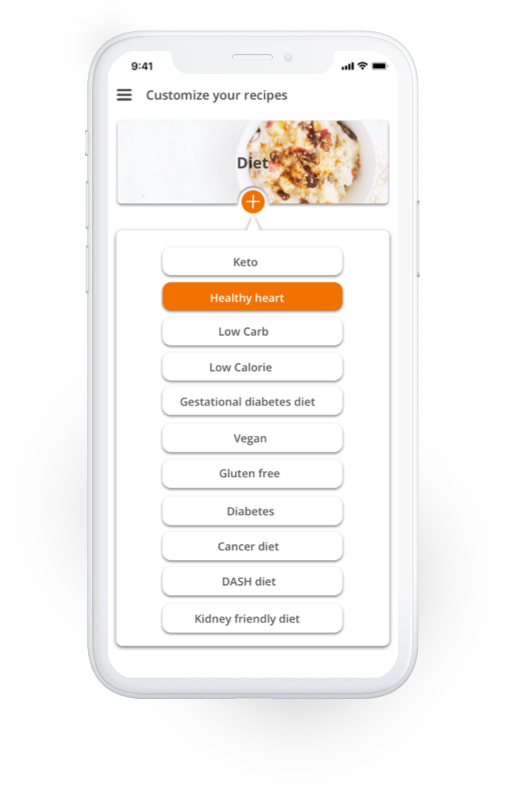 9:41
Customize your recipes
Diet
Keto
Healthy heart
Low Carb
Low Calorie
Gestational diabetes diet
Vegan
Gluten free
Diabetes
Cancer diet
DASH diet
Kidney friendly diet